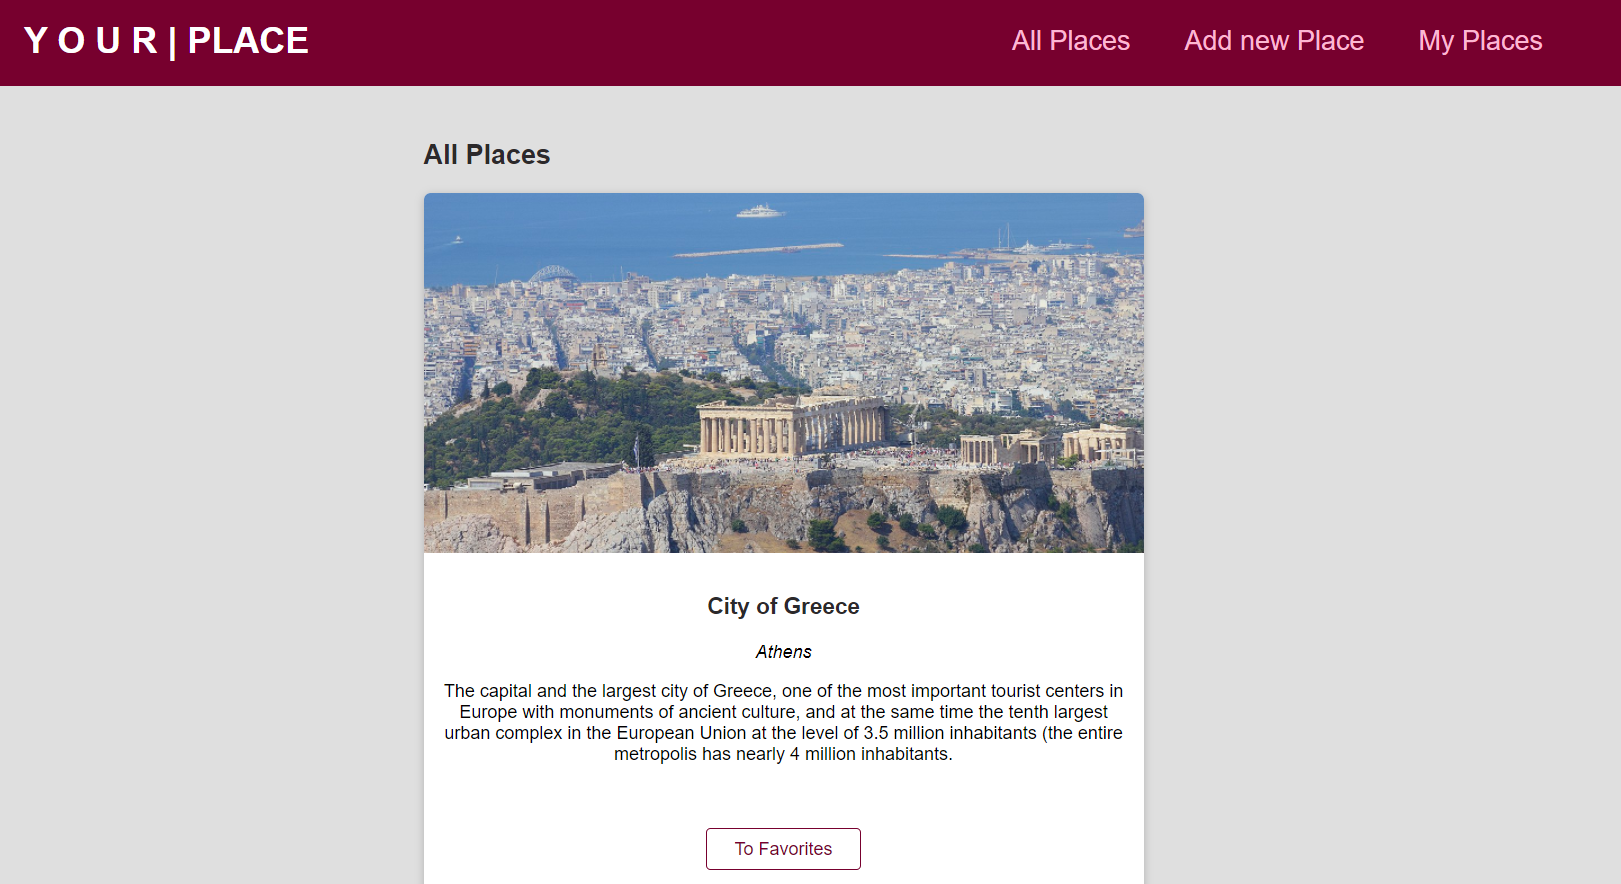 Y O U R | PLACE
All Places
Add new Place
My Places
All Places
City of Greece
Athens
The capital and the largest city of Greece, one of the most important tourist centers in
Europe with monuments of ancient culture, and at the same time the tenth largest
urban complex in the European Union at the level of 3.5 million inhabitants (the entire
metropolis has nearly 4 million inhabitants.
To Favorites